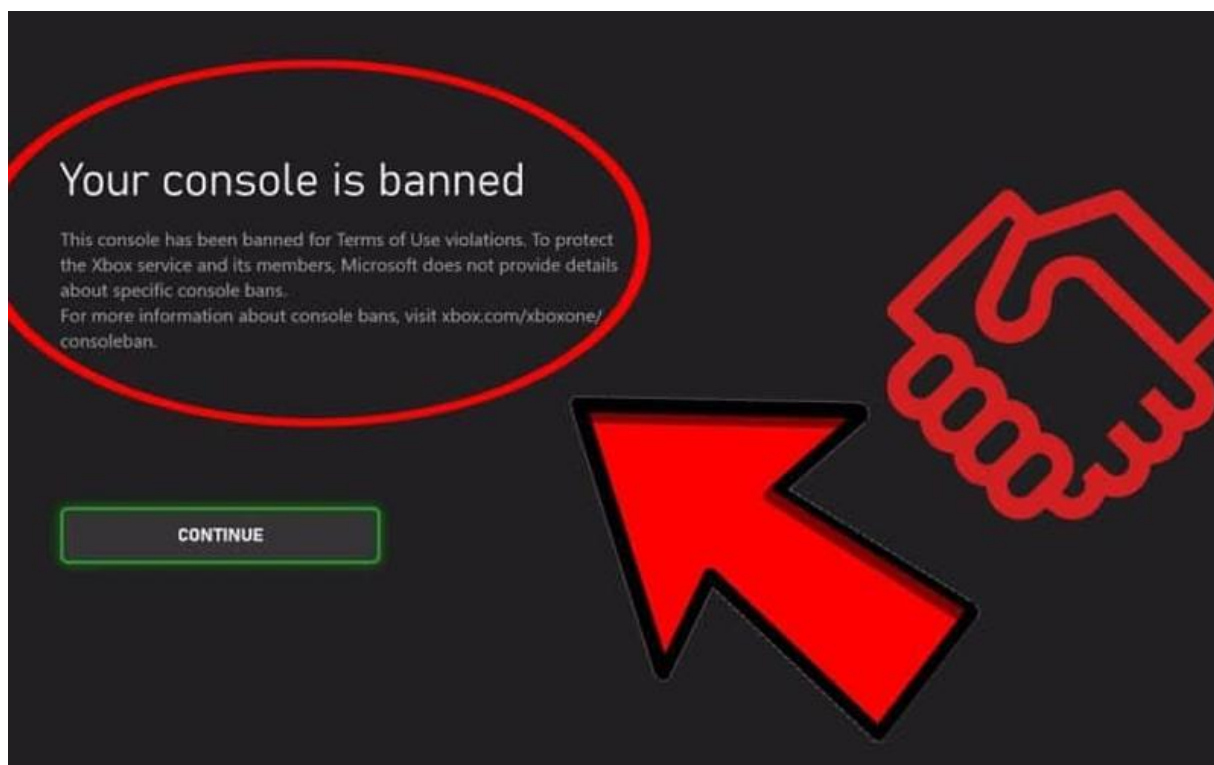 Your console is banned
This console has been banned for Terms of Use violations. To protect
the Xbox service and its members, Microsoft does not provide details
about specific console bans.
For more information about console bans, visit xbox.com/xboxone/
consoleban.
CONTINUE